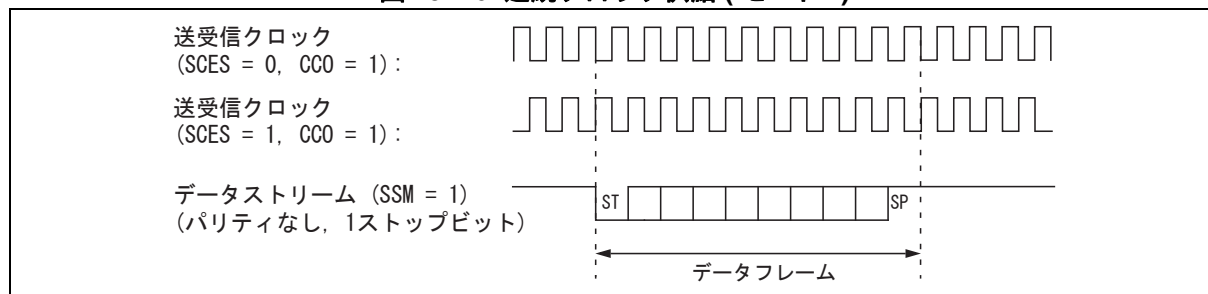 送受信クロック
(SCES = 0, CCO = 1):
送受信クロック
(SCES = 1, CCO = 1):
データストリーム (SSM = 1)
(パリティなし, 1ストップビット)
ST
SP
データフレーム